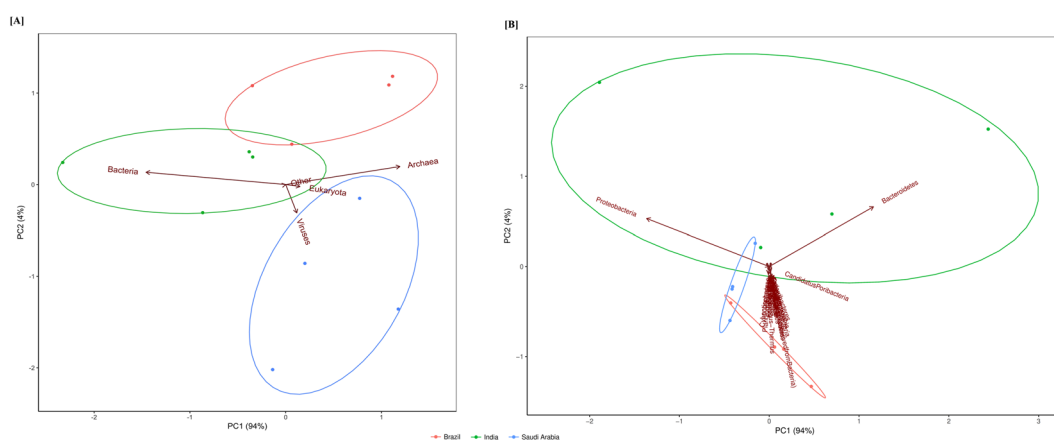 [A]
[B]
1
0
-1
-2
PC2 (4%)
Bacteria
Other
Eukaryota
Archaea
Viruses
-2
-1
0
1
PC1 (94%)
2
1
0
-1
PC2 (4%)
Proteobacteria
Bacteroidetes
CandidatusPoribacteria
-2
-1
0
1
2
3
PC1 (94%)
Brazil
India
Saudi Arabia